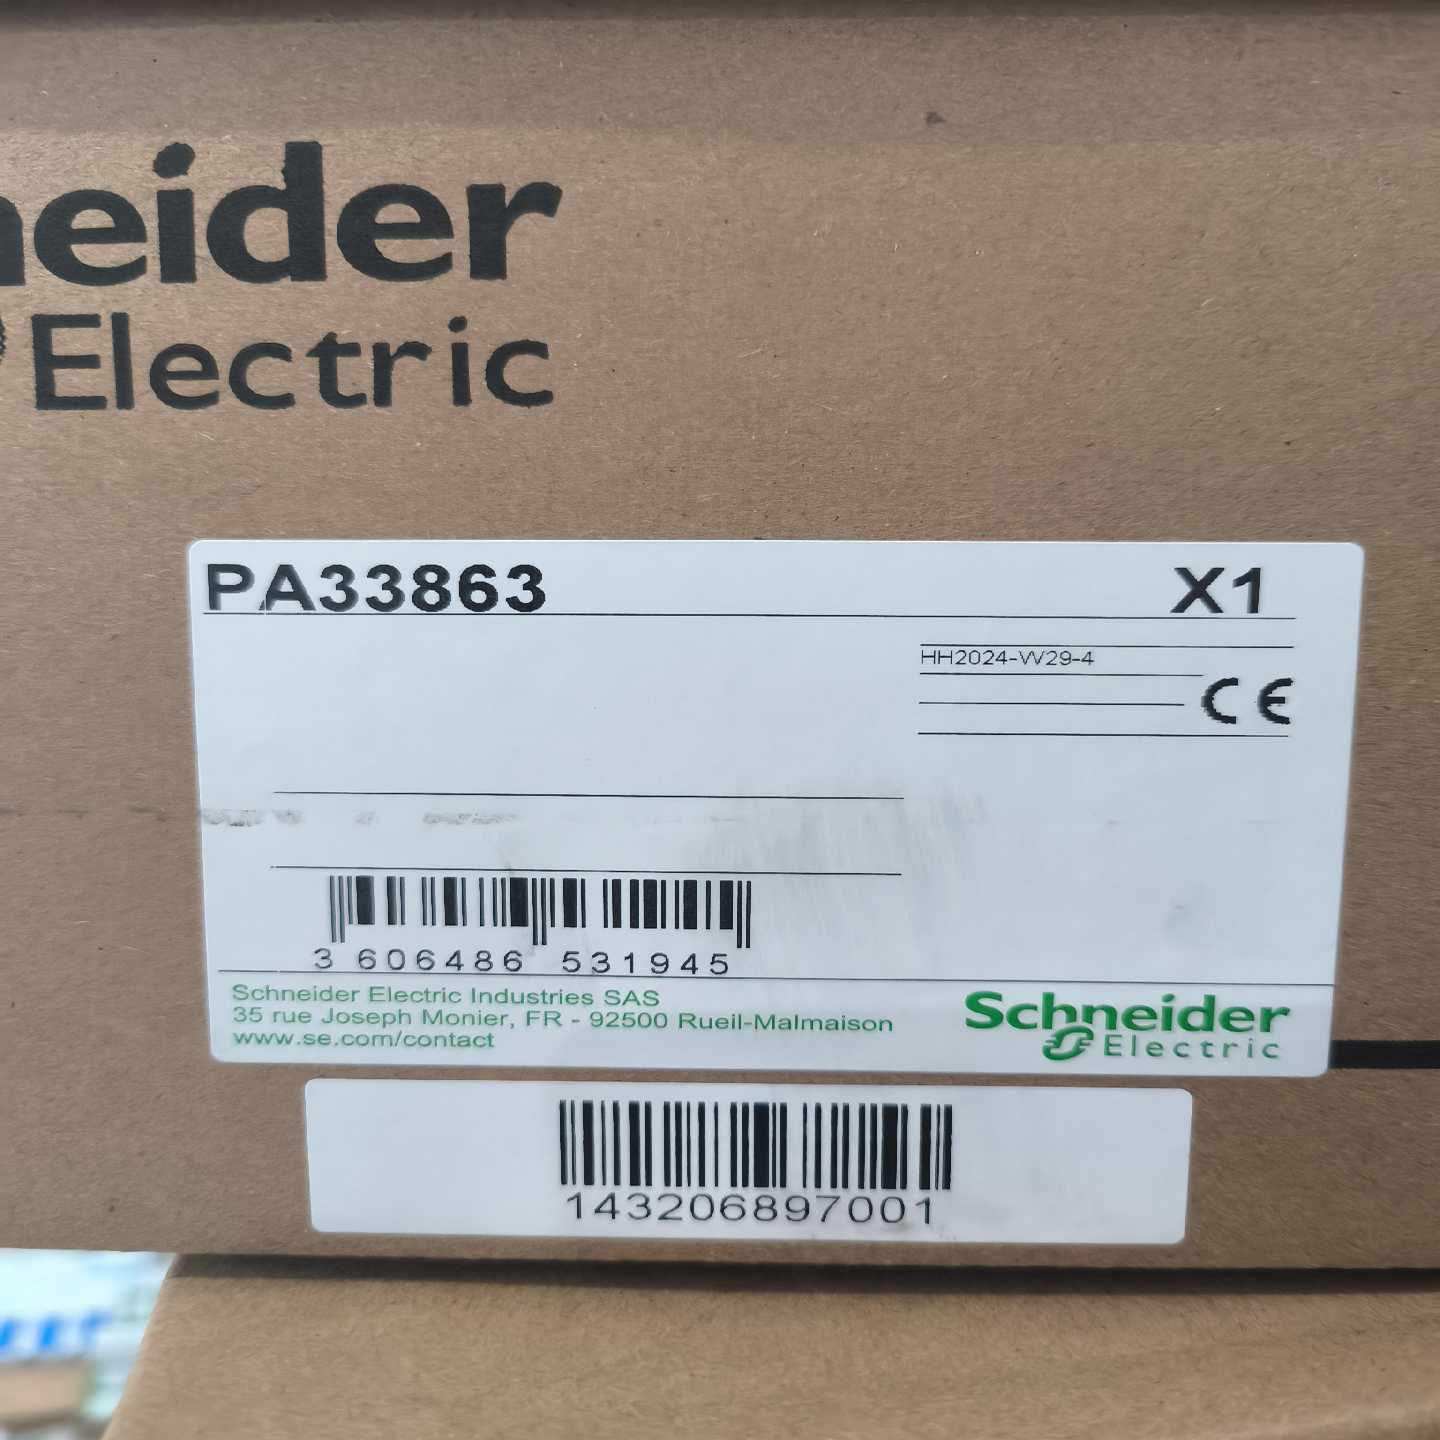 neider
Electric
PA33863 X1
HH2024-W29-4
CE
3 606486 531945
Schneider Electric Industries SAS
35 rue Joseph Monier, FR - 92500 Rueil-Malmaison
www.se.com/contact
Schneider
Electric
143206897001